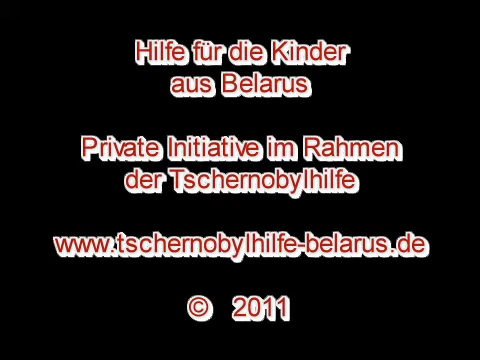 Hilfe für die Kinder
aus Belarus
Private Initiative im Rahmen
der Tschernobylhilfe
www.tschernobylhilfe-belarus.de
© 2011